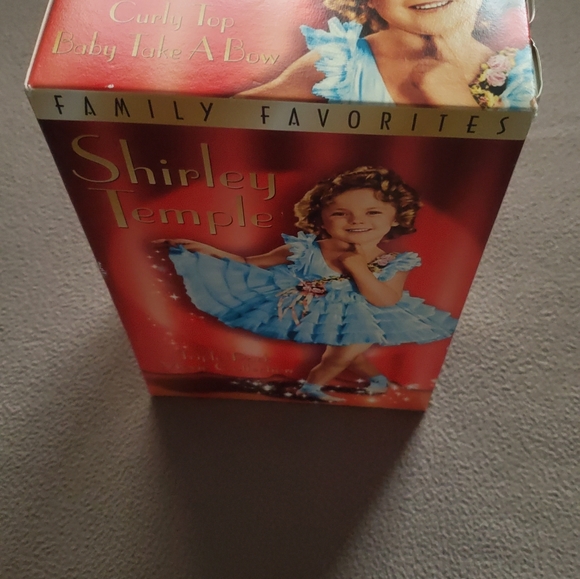 Curly Top
Baby Take A Bow
FAMILY FAVORITES
Shirley
Temple